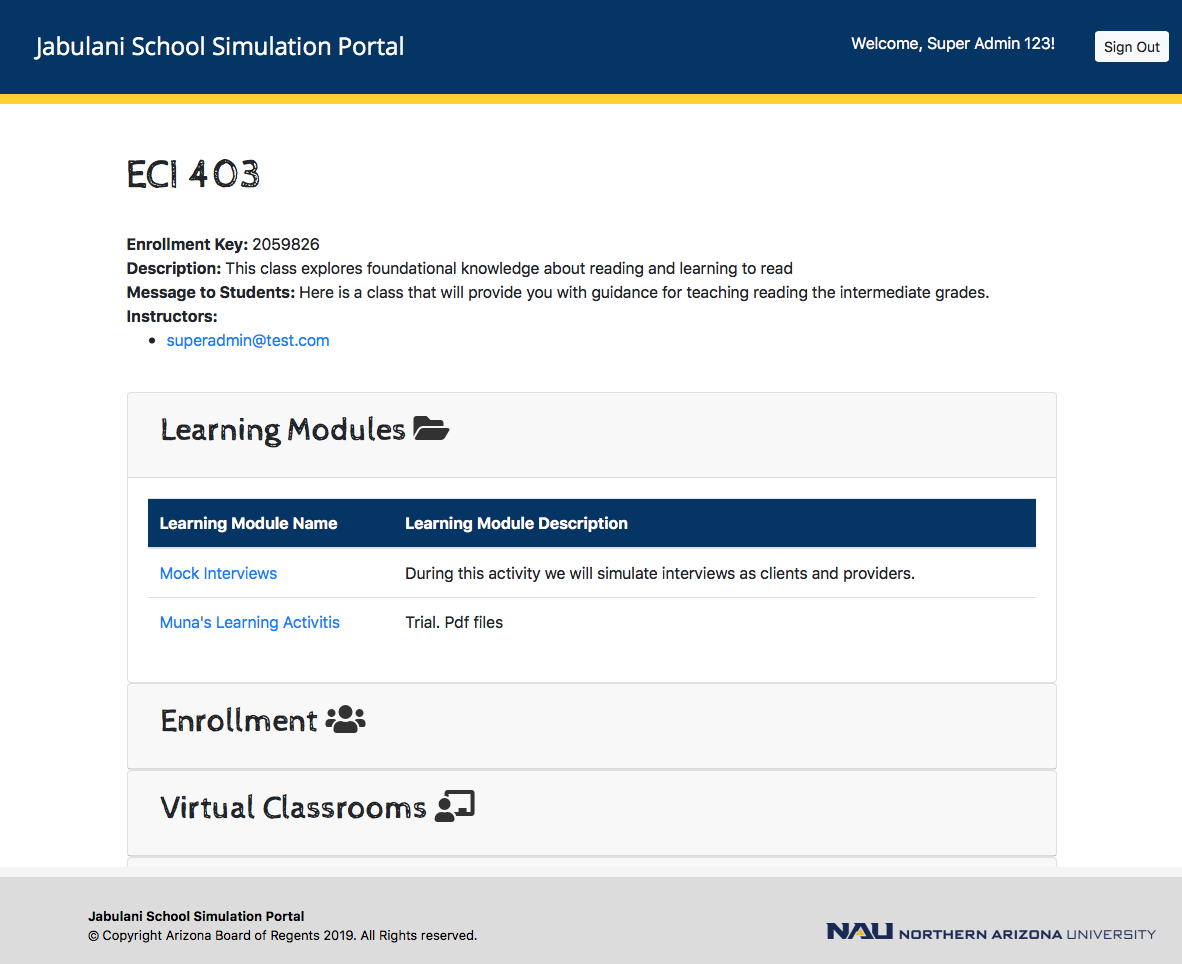 Jabulani School Simulation Portal
Welcome, Super Admin 123!
Sign Out
ECI 403
Enrollment Key: 2059826
Description: This class explores foundational knowledge about reading and learning to read
Message to Students: Here is a class that will provide you with guidance for teaching reading the intermediate grades.
Instructors:
• superadmin@test.com
Learning Modules
Learning Module Name Learning Module Description
Mock Interviews During this activity we will simulate interviews as clients and providers.
Muna's Learning Activitis Trial. Pdf files
Enrollment
Virtual Classrooms
Jabulani School Simulation Portal
© Copyright Arizona Board of Regents 2019. All Rights reserved.
NAU NORTHERN ARIZONA UNIVERSITY